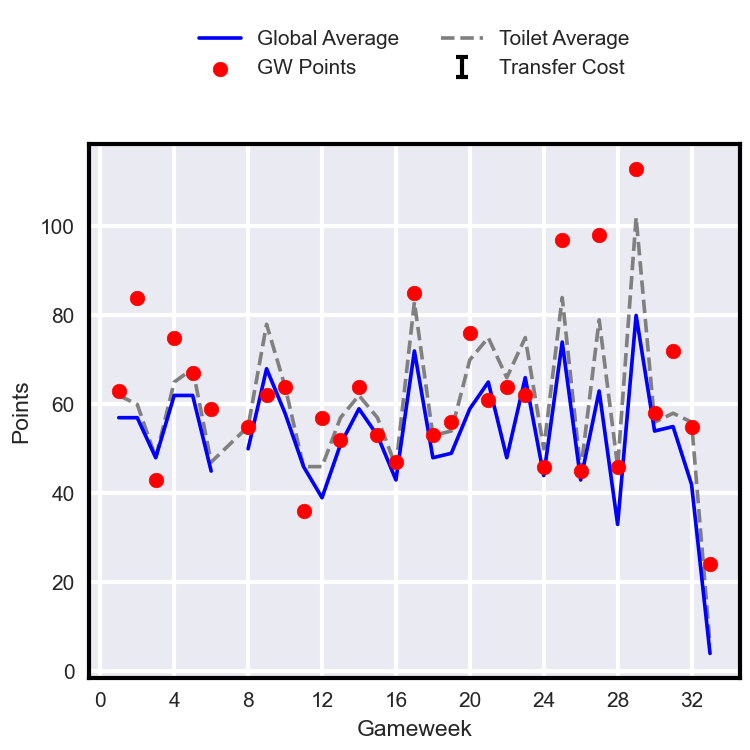 Global Average
Toilet Average
GW Points
Transfer Cost
100
80
60
40
20
0
Points
0 4 8 12 16 20 24 28 32
Gameweek